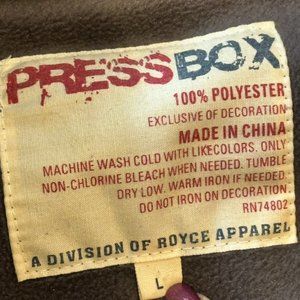 PRESSBOX
100% POLYESTER
EXCLUSIVE OF DECORATION
MADE IN CHINA
MACHINE WASH COLD WITH LIKECOLORS. ONLY
NON-CHLORINE BLEACH WHEN NEEDED. TUMBLE
DRY LOW. WARM IRON IF NEEDED.
DO NOT IRON ON DECORATION.
RN74802
A DIVISION OF ROYCE APPAREL
L